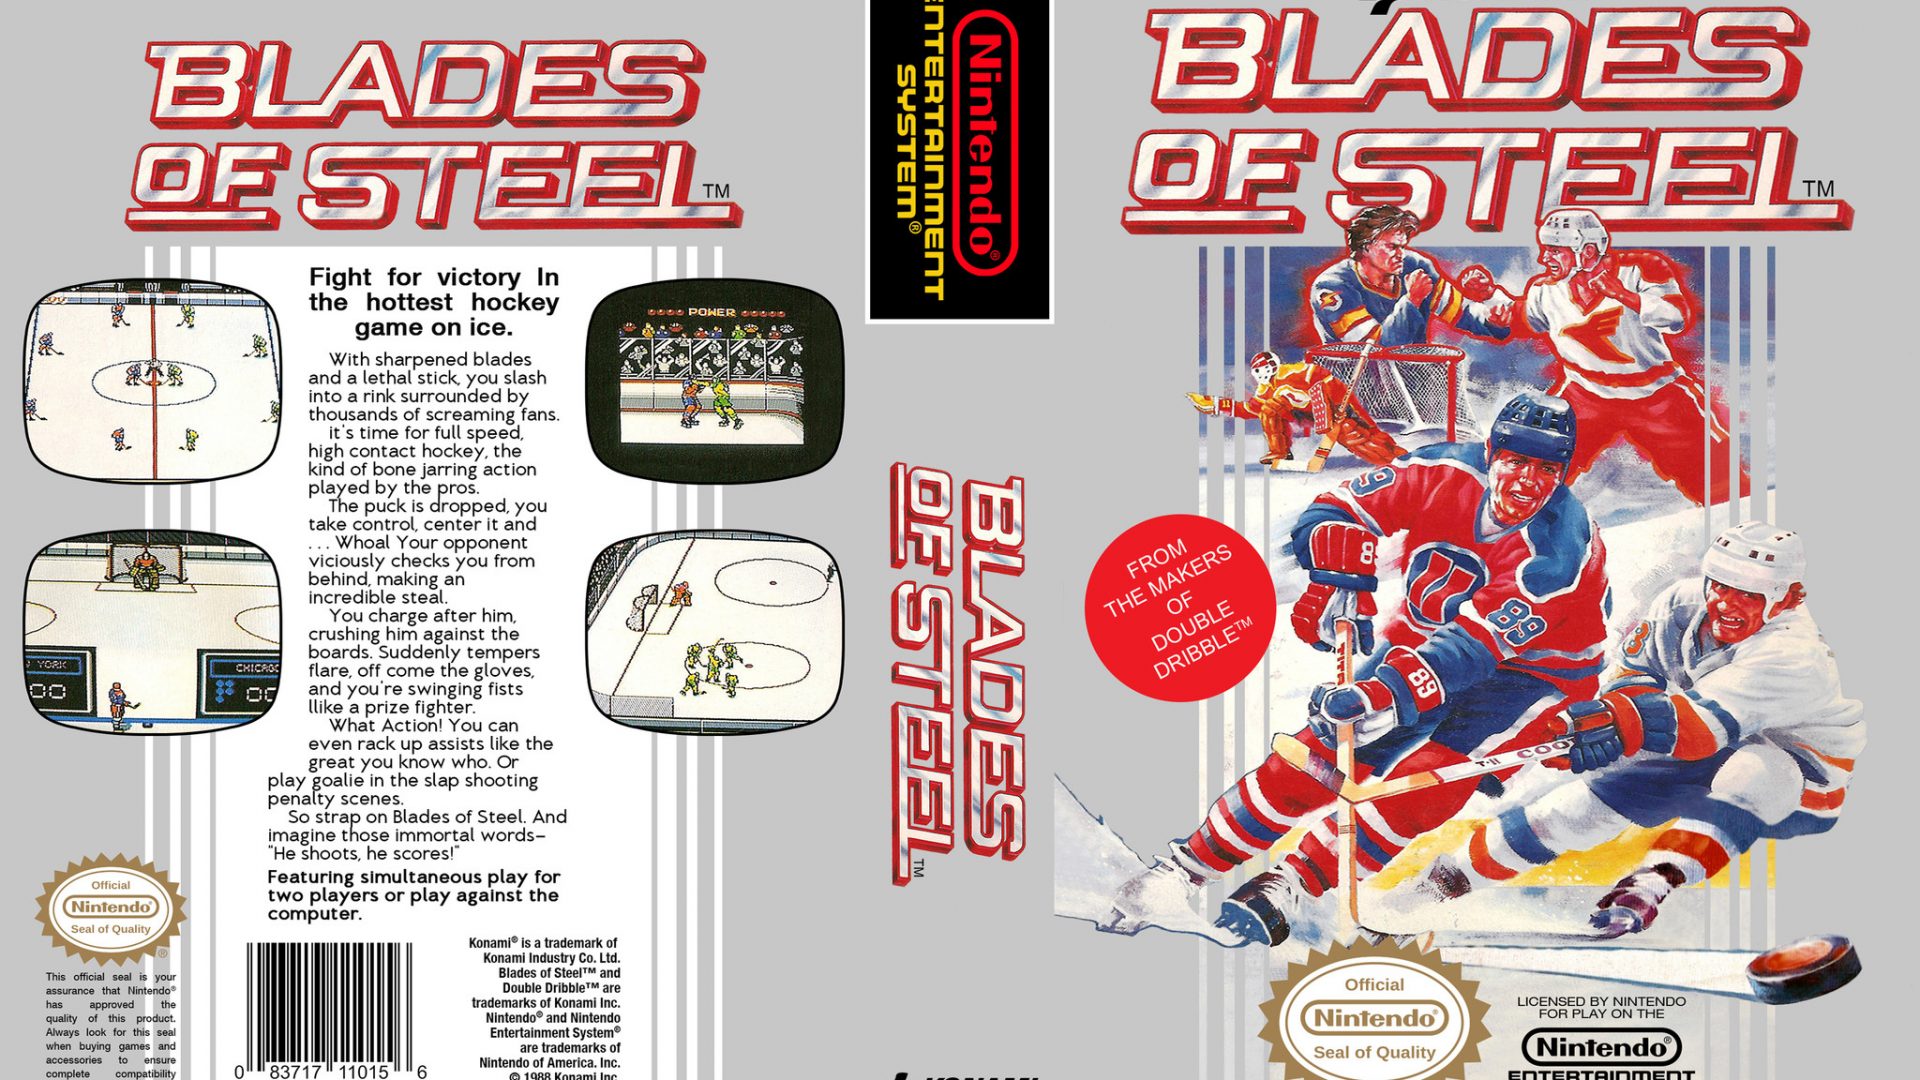 BLADES
OF STEEL™
Fight for victory In
the hottest hockey
game on ice.
With sharpened blades
and a lethal stick, you slash
into a rink surrounded by
thousands of screaming fans.
it's time for full speed,
high contact hockey, the
kind of bone jarring action
played by the pros.
The puck is dropped, you
take control, center it and
. . . Whoal Your opponent
viciously checks you from
behind, making an
incredible steal.
You charge after him,
crushing him against the
boards. Suddenly tempers
flare, off come the gloves,
and you're swinging fists
llike a prize fighter.
What Action! You can
even rack up assists like the
great you know who. Or
play goalie in the slap shooting
penalty scenes.
So strap on Blades of Steel. And
imagine those immortal words–
"He shoots, he scores!"
Featuring simultaneous play for
two players or play against the
computer.
POWER
YORK
00
CHICAGO
Official
Nintendo®
Seal of Quality
®
This official seal is your
assurance that Nintendo®
has approved the
quality of this product.
Always look for this seal
when buying games and
accessories to ensure
complete compatibility
0 83717 11015 6
Konami® is a trademark of
Konami Industry Co. Ltd.
Blades of Steel™ and
Double Dribble™ are
trademarks of Konami Inc.
Nintendo® and Nintendo
Entertainment System®
are trademarks of
Nintendo of America. Inc.
© 1988 Konami Inc.
Nintendo®
ENTERTAINMENT
SYSTEM®
BLADES
OF STEEL™
KONAMI
BLADES
OF STEEL™
FROM
THE MAKERS
OF
DOUBLE
DRIBBLE™
89
8
89
89
3
Official
Nintendo®
Seal of Quality
LICENSED BY NINTENDO
FOR PLAY ON THE
Nintendo®
ENTERTAINMENT